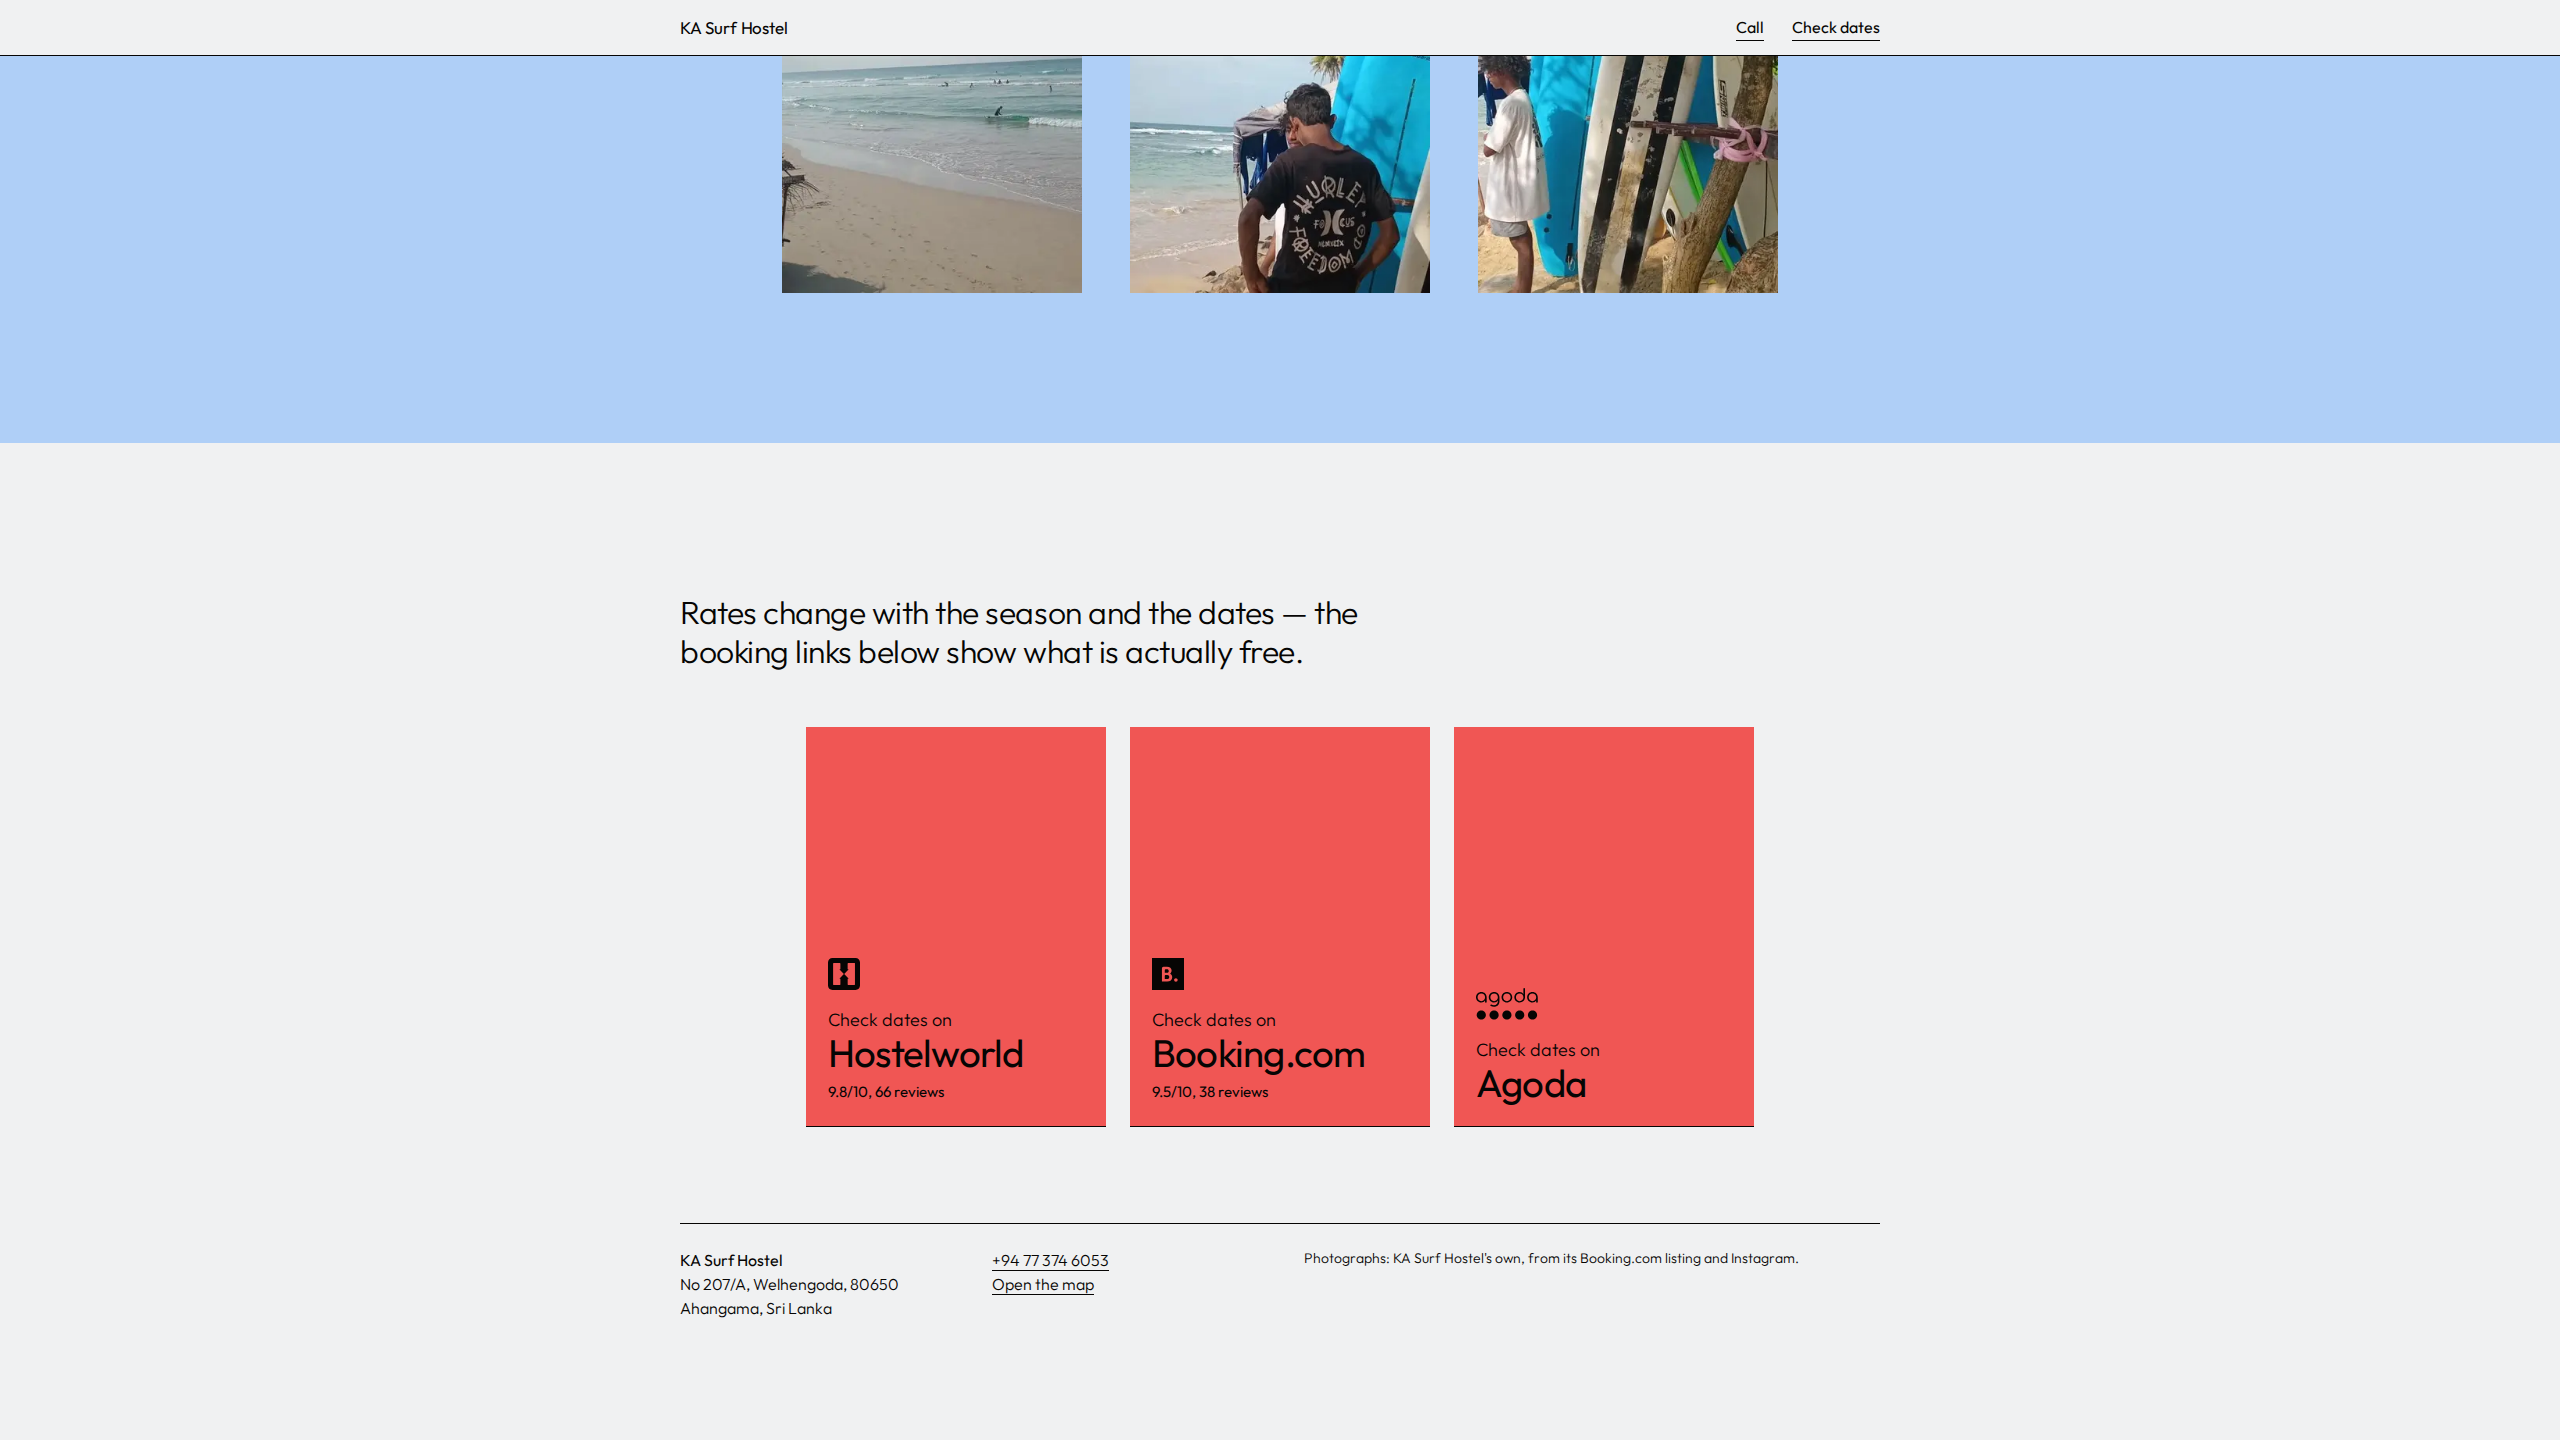 KA Surf Hostel
Call
Check dates
HURLEY
FREEDOM
Rates change with the season and the dates — the
booking links below show what is actually free.
B.
agoda
Check dates on
Hostelworld
9.8/10, 66 reviews
Check dates on
Booking.com
9.5/10, 38 reviews
Check dates on
Agoda
KA Surf Hostel
No 207/A, Welhengoda, 80650
Ahangama, Sri Lanka
+94 77 374 6053
Open the map
Photographs: KA Surf Hostel's own, from its Booking.com listing and Instagram.